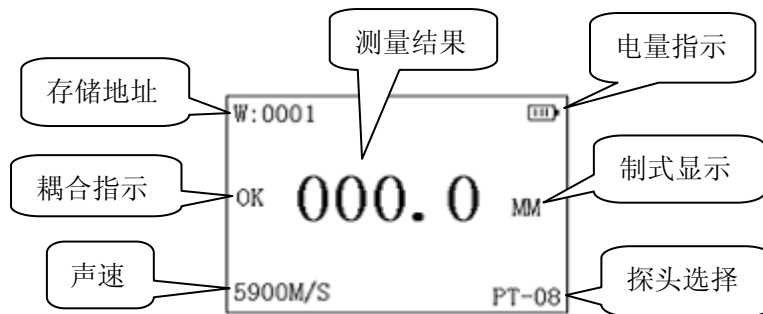 测量结果
电量指示
存储地址
W:0001
耦合指示
OK
000.0
MM
制式显示
声速
5900M/S
PT-08
探头选择